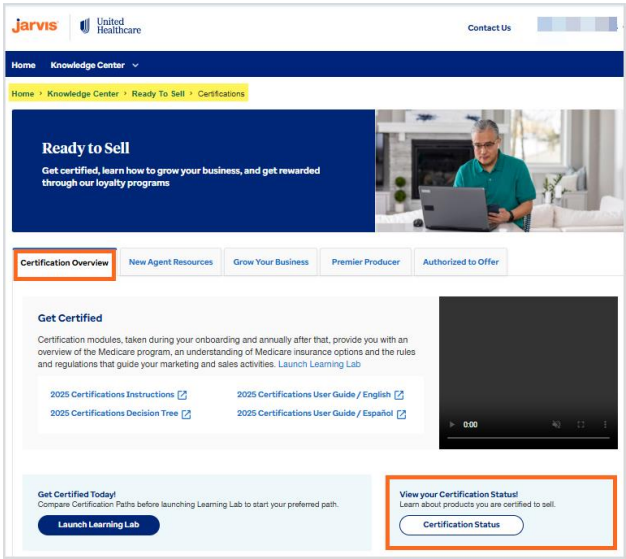 jarvis United
Healthcare
Contact Us
Home Knowledge Center
Home › Knowledge Center › Ready To Sell › Certifications
Ready to Sell
Get certified, learn how to grow your business, and get rewarded
through our loyalty programs
Certification Overview New Agent Resources Grow Your Business Premier Producer Authorized to Offer
Get Certified
Certification modules, taken during your onboarding and annually after that, provide you with an
overview of the Medicare program, an understanding of Medicare insurance options and the rules
and regulations that guide your marketing and sales activities. Launch Learning Lab
2025 Certifications Instructions 2025 Certifications User Guide / English
2025 Certifications Decision Tree 2025 Certifications User Guide / Español
0:00
Get Certified Today!
Compare Certification Paths before launching Learning Lab to start your preferred path.
Launch Learning Lab
View your Certification Status!
Learn about products you are certified to sell.
Certification Status